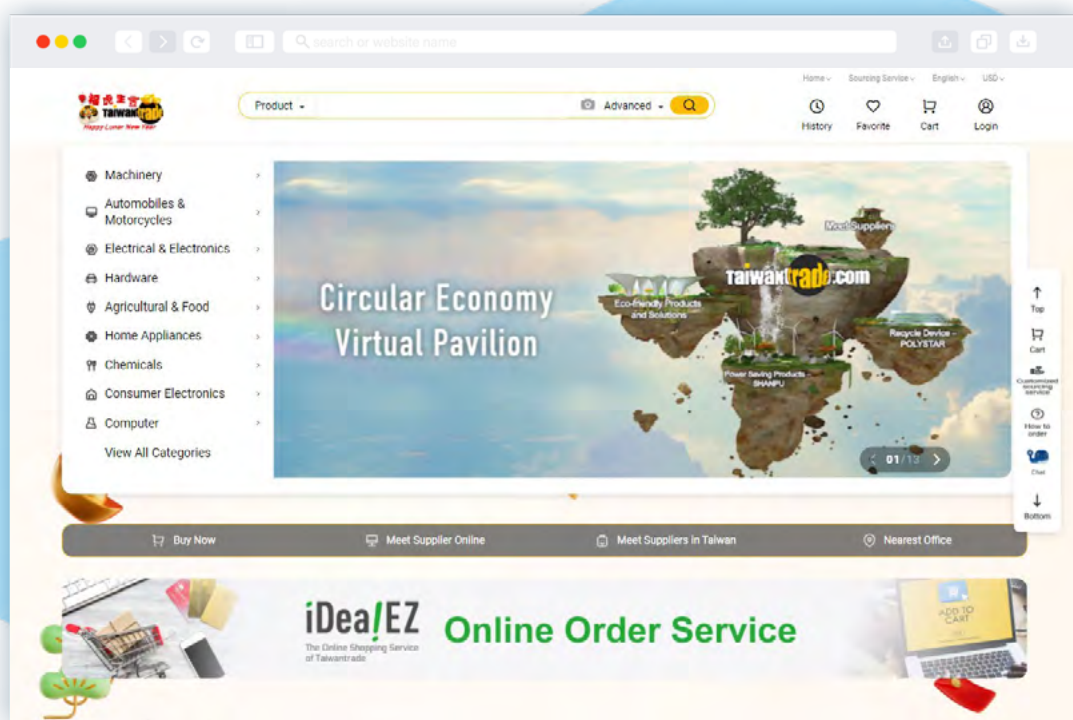 search or website name
Home
Sourcing Service
English
USD
Taiwantrade
Happy Lunar New Year
Product
Advanced
History
Favorite
Cart
Login
Machinery
Automobiles &
Motorcycles
Electrical & Electronics
Hardware
Agricultural & Food
Home Appliances
Chemicals
Consumer Electronics
Computer
View All Categories
Circular Economy
Virtual Pavilion
Meet Suppliers
Taiwantrade.com
Eco-friendly Products
and Solutions
Recycle Device -
POLYSTAR
Power Saving Products -
SHANPU
01/13
Top
Cart
Customized
sourcing
service
How to
order
Chat
Bottom
Buy Now
Meet Supplier Online
Meet Suppliers in Taiwan
Nearest Office
iDea!EZ
The Online Shopping Service
of Taiwantrade
Online Order Service
ADD TO
CART